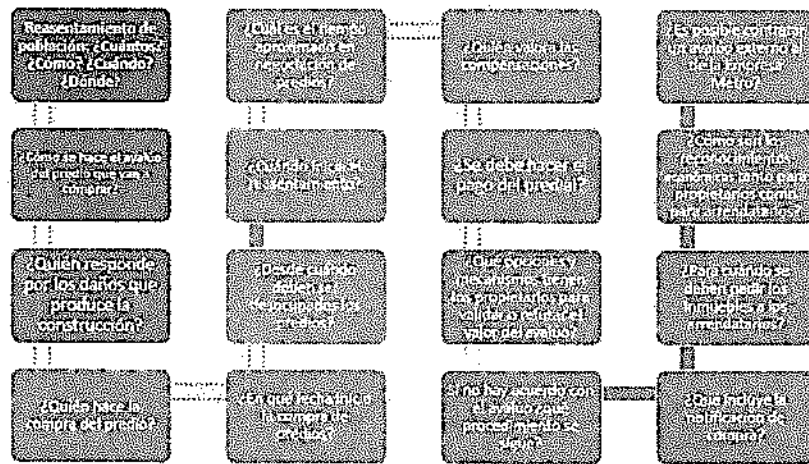 Reasentamiento de
población; ¿Cuántos?
¿Cómo? ¿Cuándo?
¿Dónde?
¿Cómo se hace el avalúo
del predio que van a
comprar?
¿Quién responde
por los daños que
produce la
construcción?
¿Quién hace la
compra del predio?
¿En qué fecha inicia
la compra de
predios?
¿Desde cuándo
deben ser
desocupados los
predios?
¿Cuándo inicia el
reasentamiento?
¿Cuál es el tiempo
aproximado en
negociación de
predios?
¿Quién valora las
compensaciones?
¿Se debe hacer el
pago del predial?
¿Qué opciones y
mecanismos tienen
los propietarios para
validar o refutar el
valor del avalúo?
Si no hay acuerdo con
el avalúo ¿qué
procedimiento se
sigue?
¿Qué incluye la
notificación de
compra?
¿Para cuándo se
deben pedir los
inmuebles a los
arrendatarios?
¿Cómo son los
reconocimientos
económicos tanto para
propietarios como
para arrendatarios?
¿Es posible contratar
un avalúo externo al
de la Empresa
Metro?